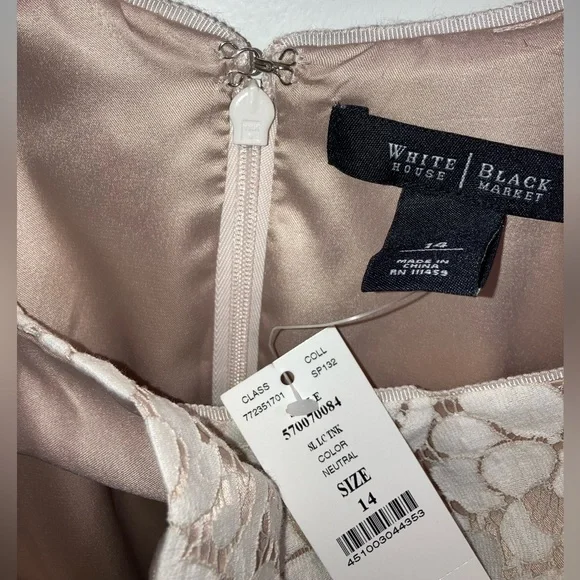 WHITE | BLACK
HOUSE | MARKET
14
MADE IN
CHINA
RN 111459
CLASS COLL
772351701 SP132
E
570070084
SL LC TNK
COLOR
NEUTRAL
SIZE
14
451003044353